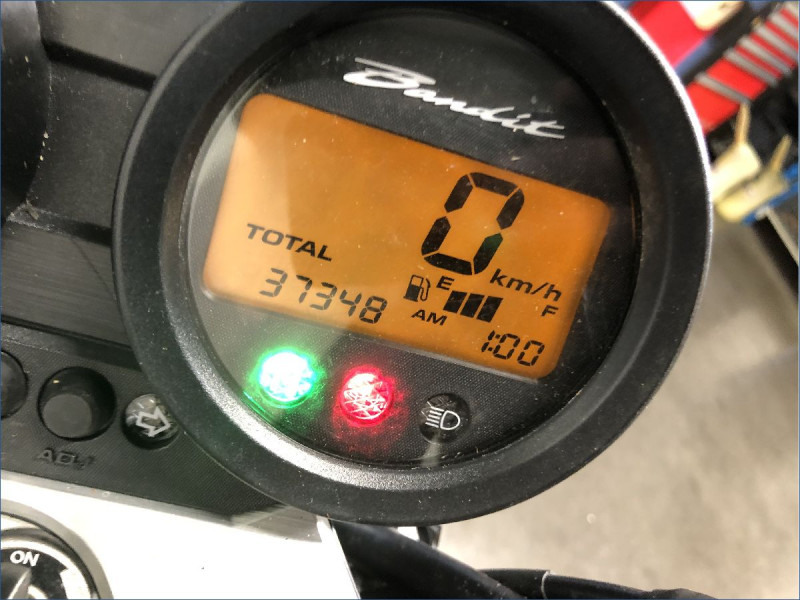 Bandit
0 km/h
TOTAL
37348
E F
AM 1:00
ADJ
ON